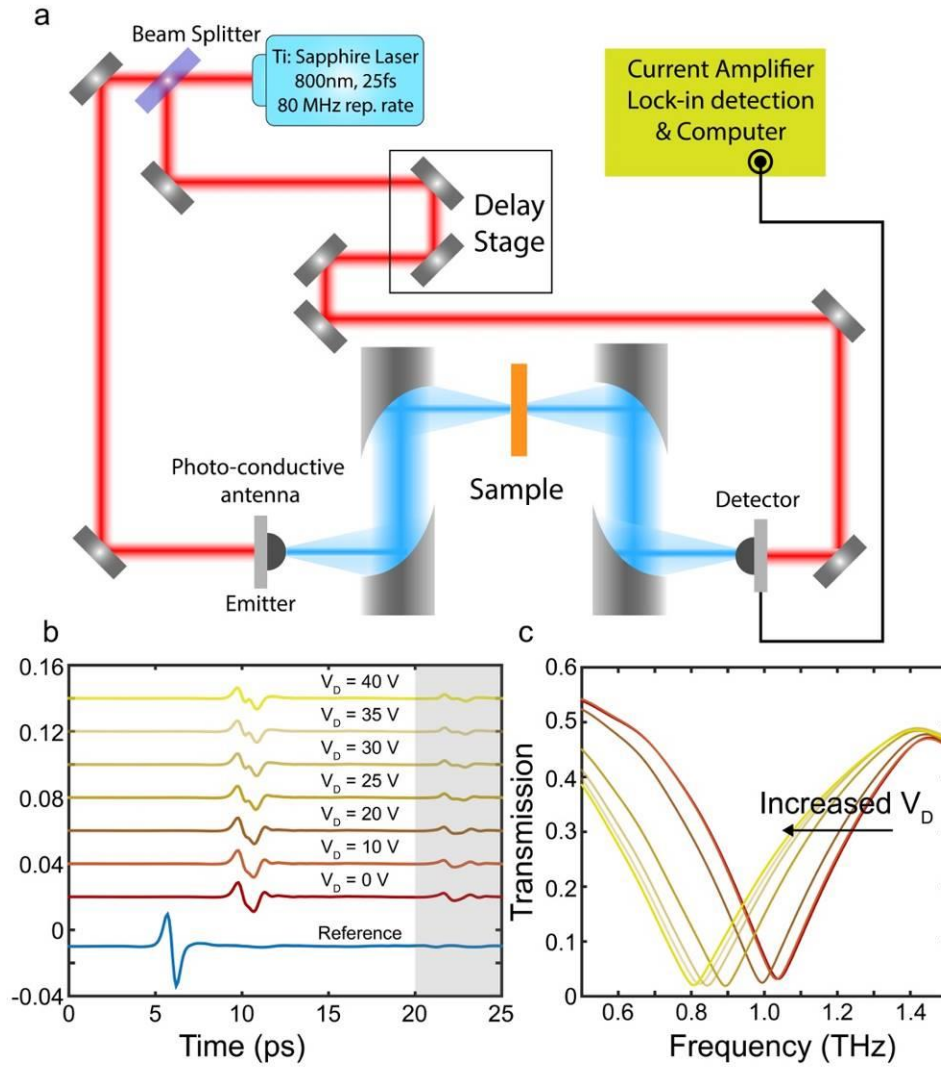 a
Beam Splitter
Ti: Sapphire Laser
800nm, 25fs
80 MHz rep. rate
Current Amplifier
Lock-in detection
& Computer
Delay
Stage
Photo-conductive
antenna
Sample
Detector
Emitter
b
0.16
0.12
0.08
0.04
0
-0.04
V_D = 40 V
V_D = 35 V
V_D = 30 V
V_D = 25 V
V_D = 20 V
V_D = 10 V
V_D = 0 V
Reference
0 5 10 15 20 25
Time (ps)
c
0.6
0.5
0.4
0.3
0.2
0.1
0
Transmission
Increased V_D
0.6 0.8 1.0 1.2 1.4
Frequency (THz)